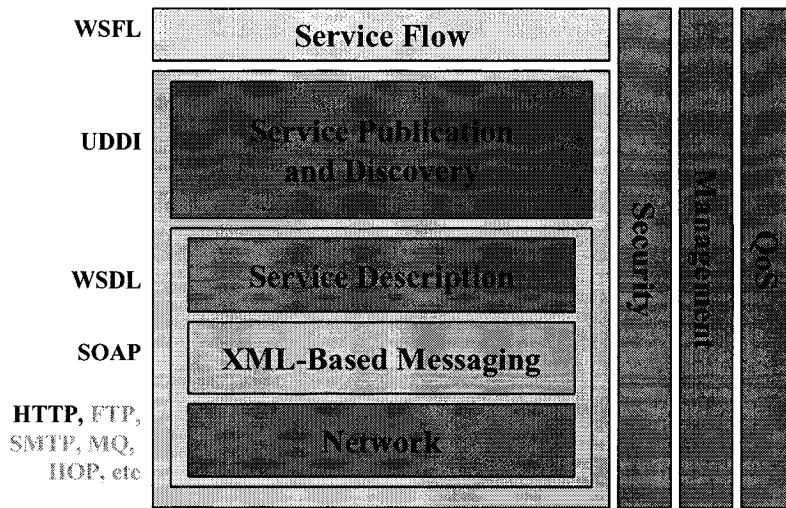 WSFL
Service Flow
UDDI
Service Publication
and Discovery
WSDL
Service Description
SOAP
XML-Based Messaging
HTTP, FTP,
SMTP, MQ,
IIOP, etc
Network
Security
Management
QoS